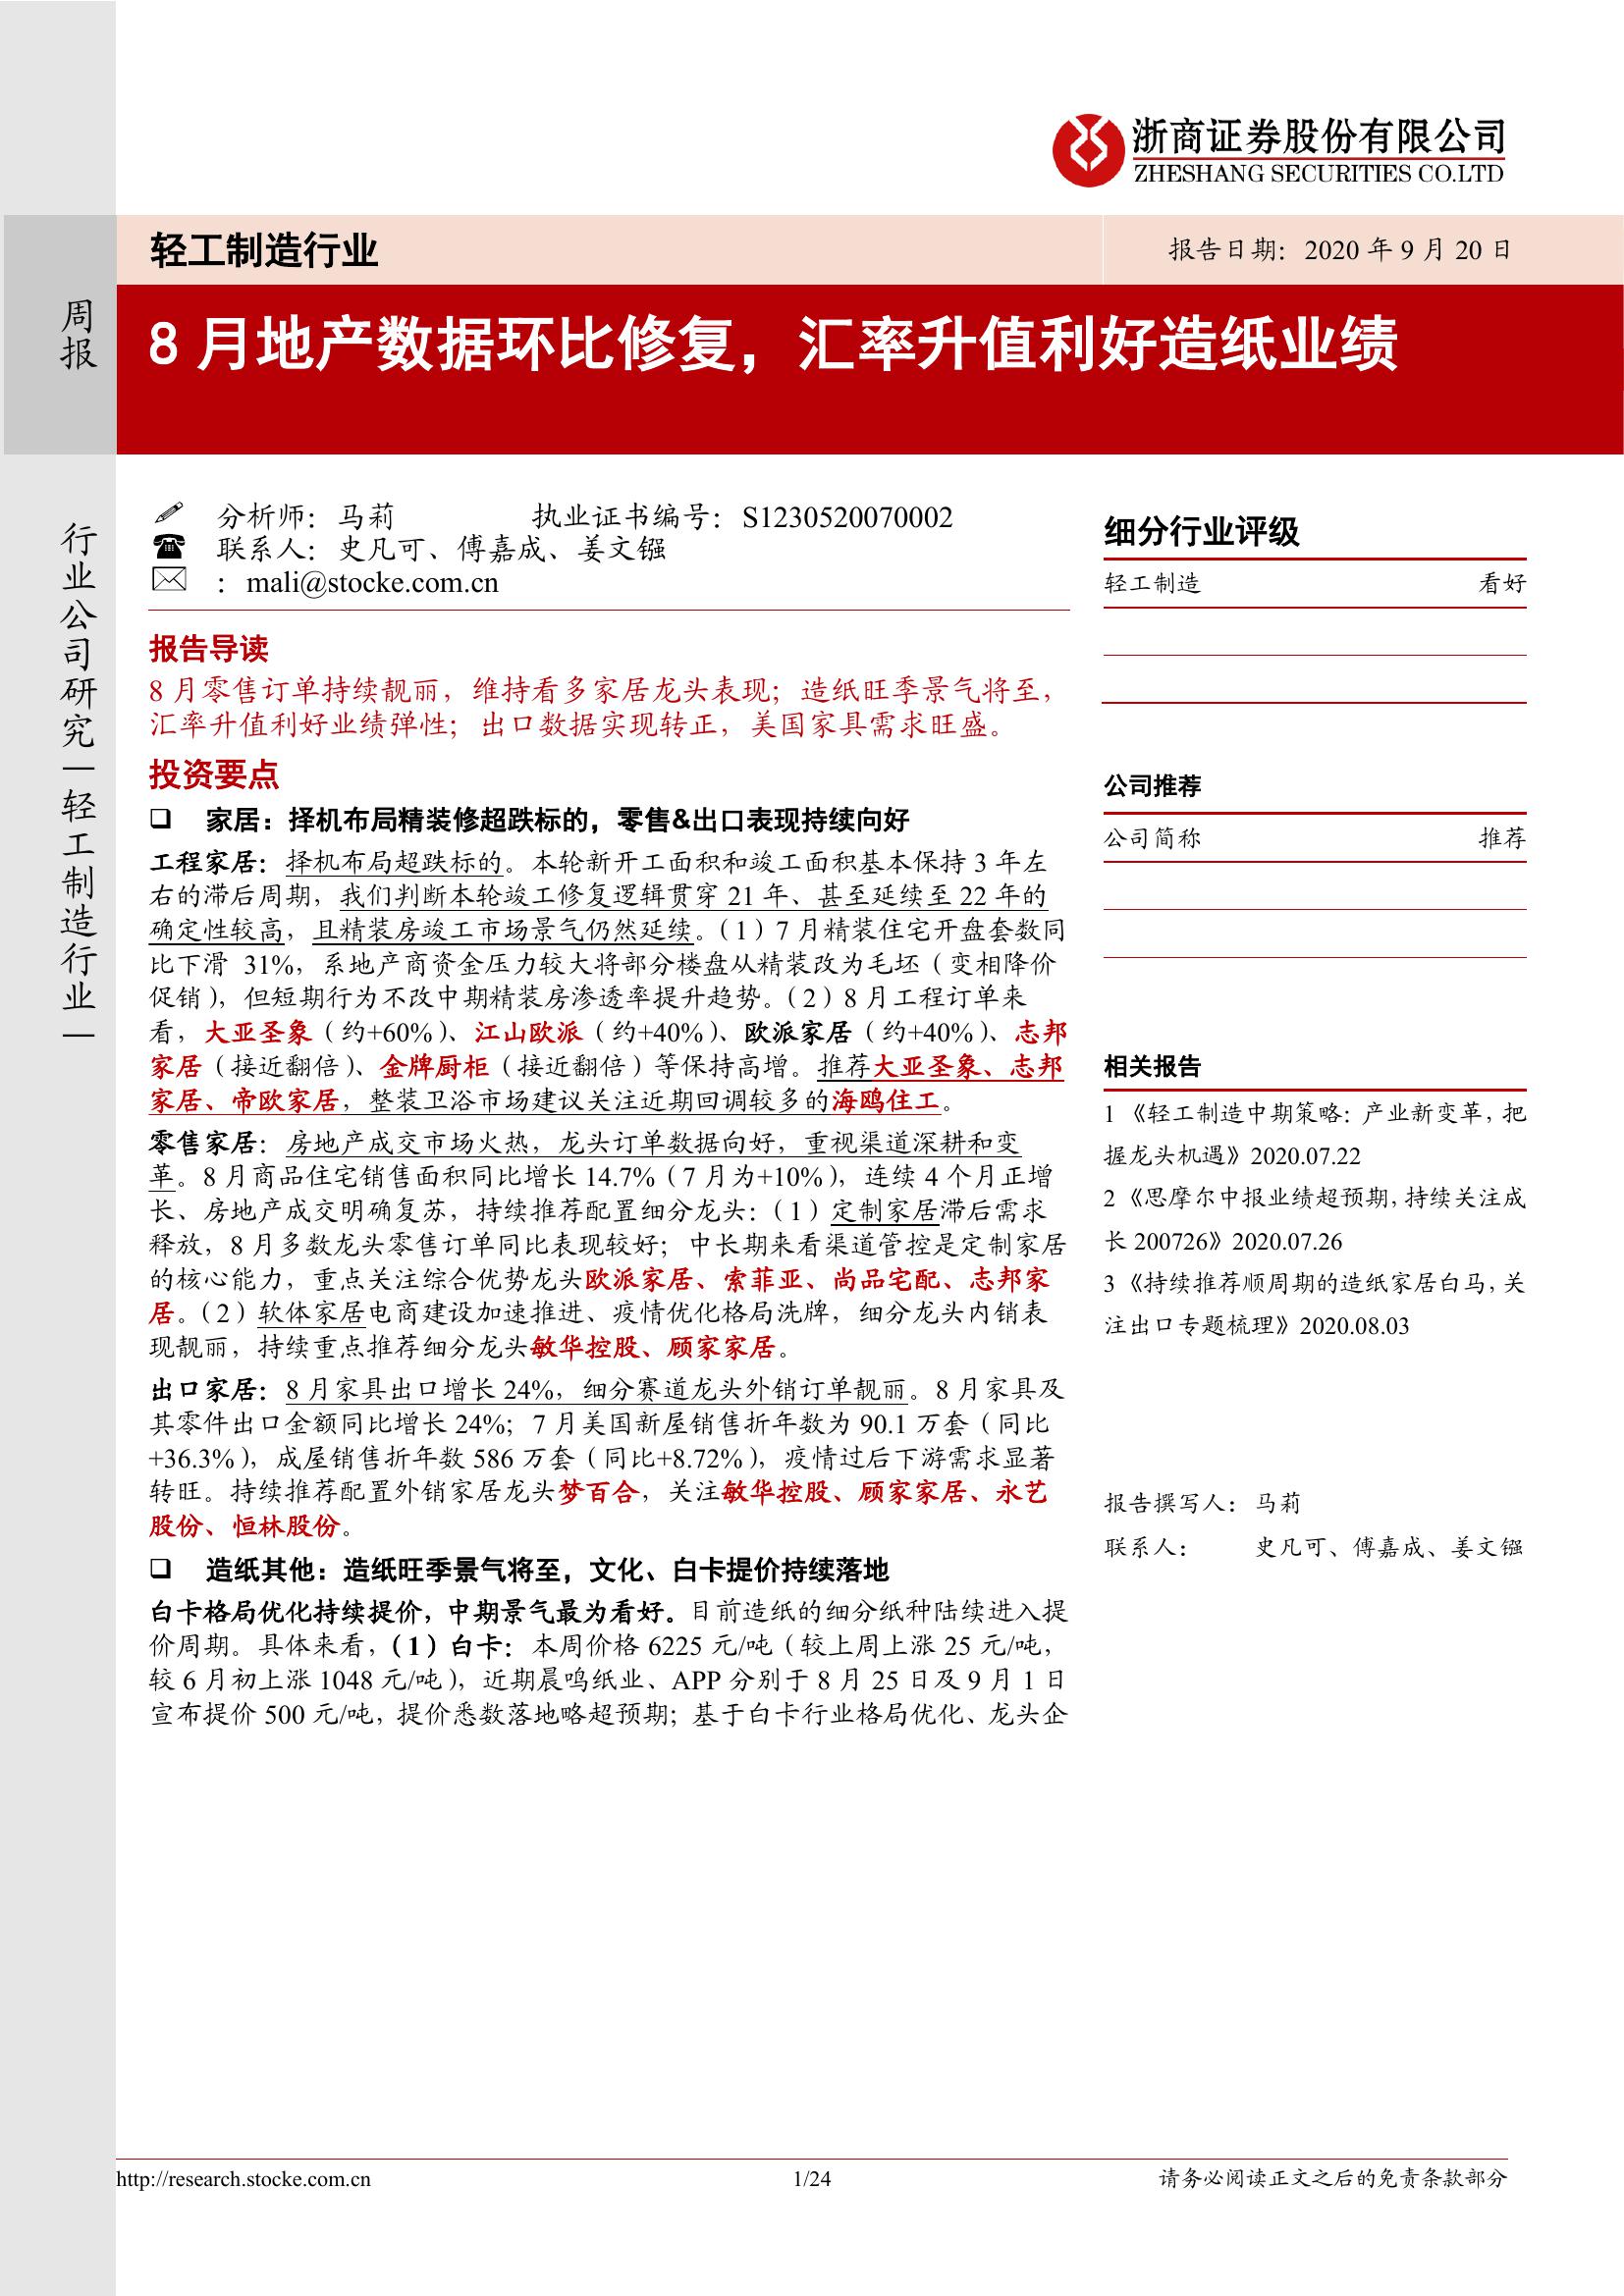 浙商证券股份有限公司
ZHESHANG SECURITIES CO.LTD
轻工制造行业
报告日期：2020 年 9 月 20 日
周报
8 月地产数据环比修复，汇率升值利好造纸业绩
行业公司研究｜轻工制造行业｜
分析师：马莉 执业证书编号：S1230520070002
联系人：史凡可、傅嘉成、姜文镪
：mali@stocke.com.cn
报告导读
8 月零售订单持续靓丽，维持看多家居龙头表现；造纸旺季景气将至，
汇率升值利好业绩弹性；出口数据实现转正，美国家具需求旺盛。
投资要点
❑ 家居：择机布局精装修超跌标的，零售&出口表现持续向好
工程家居：择机布局超跌标的。本轮新开工面积和竣工面积基本保持 3 年左
右的滞后周期，我们判断本轮竣工修复逻辑贯穿 21 年、甚至延续至 22 年的
确定性较高，且精装房竣工市场景气仍然延续。（1）7 月精装住宅开盘套数同
比下滑 31%，系地产商资金压力较大将部分楼盘从精装改为毛坯（变相降价
促销），但短期行为不改中期精装房渗透率提升趋势。（2）8 月工程订单来
看，大亚圣象（约+60%）、江山欧派（约+40%）、欧派家居（约+40%）、志邦
家居（接近翻倍）、金牌厨柜（接近翻倍）等保持高增。推荐大亚圣象、志邦
家居、帝欧家居，整装卫浴市场建议关注近期回调较多的海鸥住工。
零售家居：房地产成交市场火热，龙头订单数据向好，重视渠道深耕和变
革。8 月商品住宅销售面积同比增长 14.7%（7 月为+10%），连续 4 个月正增
长、房地产成交明确复苏，持续推荐配置细分龙头：（1）定制家居滞后需求
释放，8 月多数龙头零售订单同比表现较好；中长期来看渠道管控是定制家居
的核心能力，重点关注综合优势龙头欧派家居、索菲亚、尚品宅配、志邦家
居。（2）软体家居电商建设加速推进、疫情优化格局洗牌，细分龙头内销表
现靓丽，持续重点推荐细分龙头敏华控股、顾家家居。
出口家居：8 月家具出口增长 24%，细分赛道龙头外销订单靓丽。8 月家具及
其零件出口金额同比增长 24%；7 月美国新屋销售折年数为 90.1 万套（同比
+36.3%），成屋销售折年数 586 万套（同比+8.72%），疫情过后下游需求显著
转旺。持续推荐配置外销家居龙头梦百合，关注敏华控股、顾家家居、永艺
股份、恒林股份。
❑ 造纸其他：造纸旺季景气将至，文化、白卡提价持续落地
白卡格局优化持续提价，中期景气最为看好。目前造纸的细分纸种陆续进入提
价周期。具体来看，（1）白卡：本周价格 6225 元/吨（较上周上涨 25 元/吨，
较 6 月初上涨 1048 元/吨），近期晨鸣纸业、APP 分别于 8 月 25 日及 9 月 1 日
宣布提价 500 元/吨，提价悉数落地略超预期；基于白卡行业格局优化、龙头企
细分行业评级
轻工制造 看好
公司推荐
公司简称 推荐
相关报告
1《轻工制造中期策略：产业新变革，把
握龙头机遇》2020.07.22
2《思摩尔中报业绩超预期，持续关注成
长 200726》2020.07.26
3《持续推荐顺周期的造纸家居白马，关
注出口专题梳理》2020.08.03
报告撰写人：马莉
联系人： 史凡可、傅嘉成、姜文镪
http://research.stocke.com.cn
1/24
请务必阅读正文之后的免责条款部分